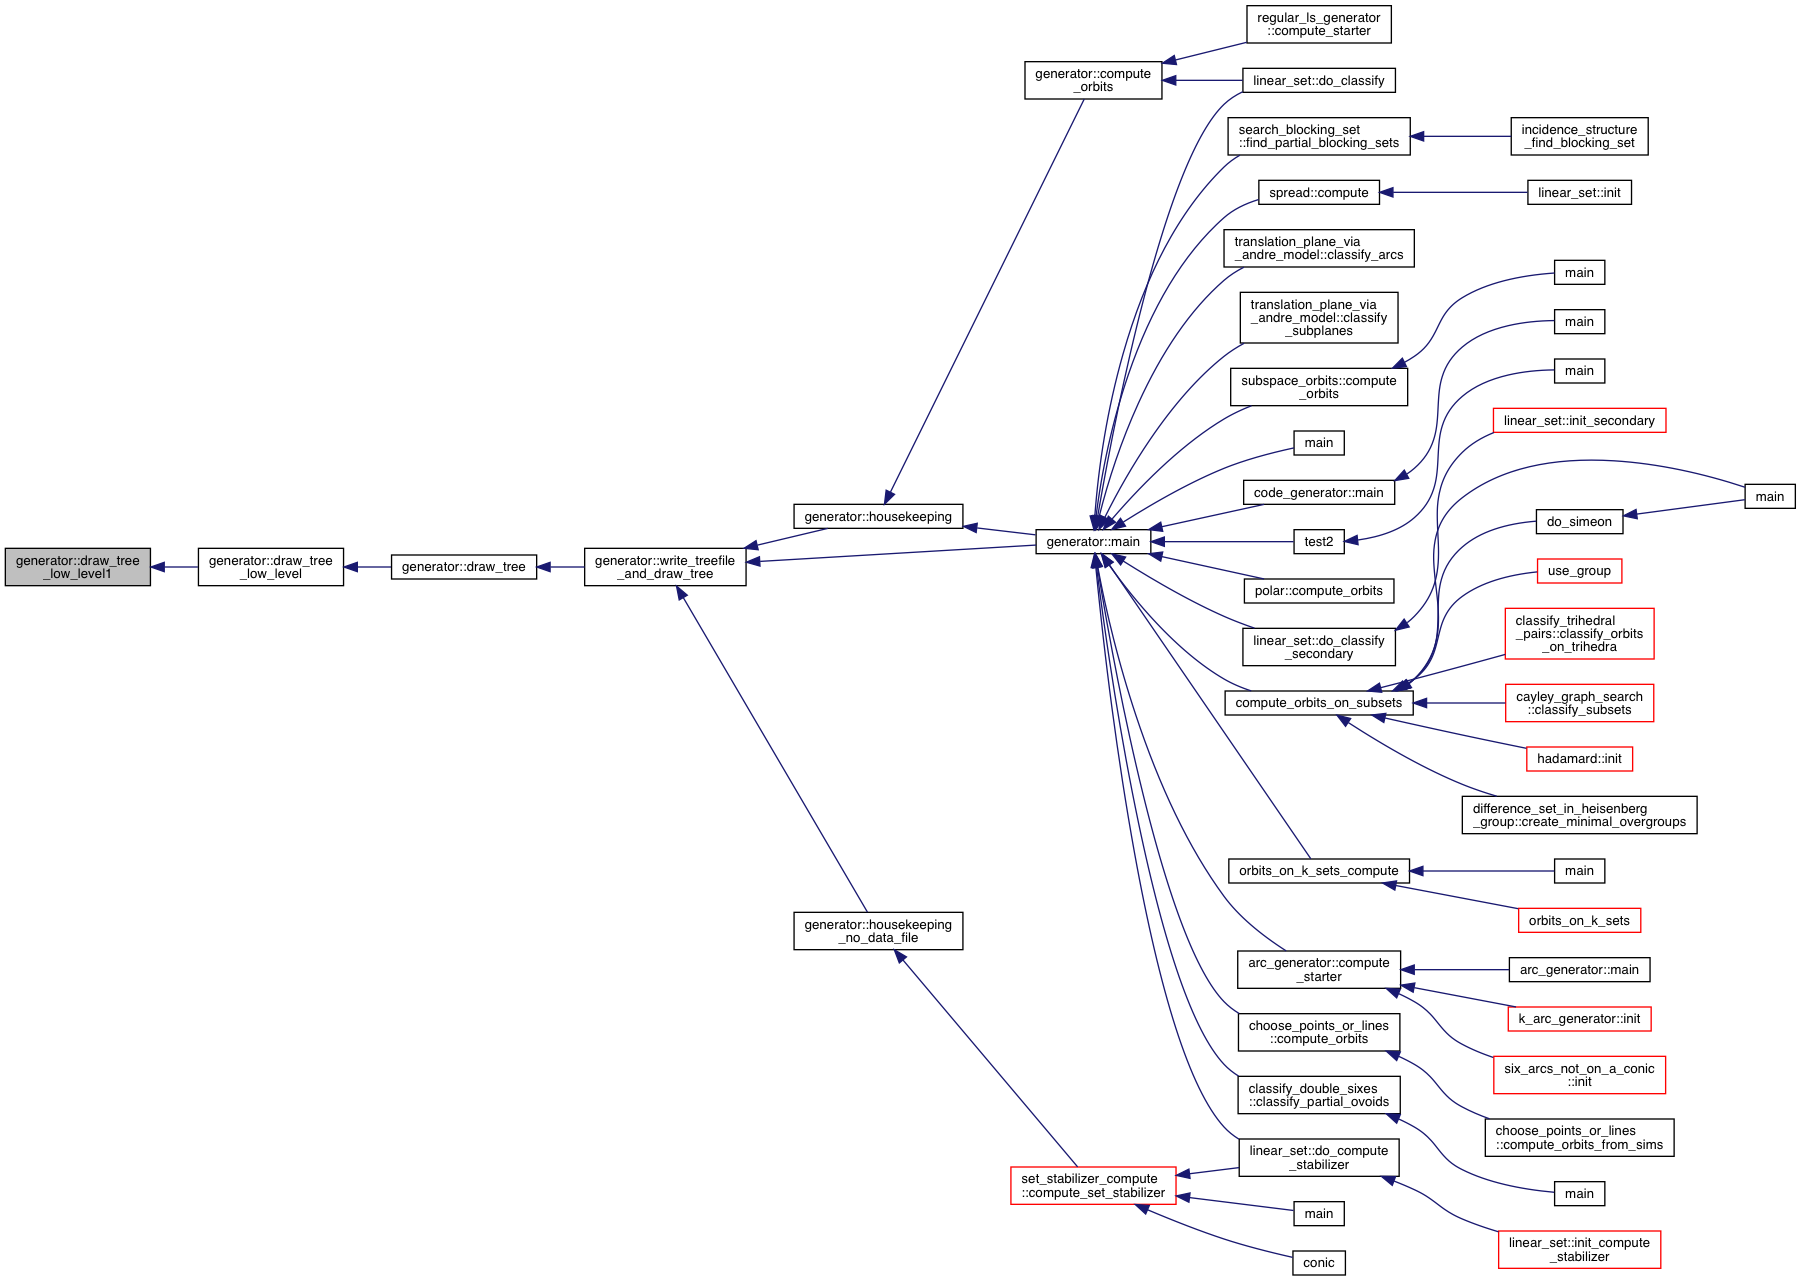 generator::draw_tree
_low_level1
generator::draw_tree
_low_level
generator::draw_tree
generator::write_treefile
_and_draw_tree
generator::housekeeping
generator::housekeeping
_no_data_file
generator::compute
_orbits
generator::main
set_stabilizer_compute
::compute_set_stabilizer
regular_ls_generator
::compute_starter
linear_set::do_classify
search_blocking_set
::find_partial_blocking_sets
spread::compute
translation_plane_via
_andre_model::classify_arcs
translation_plane_via
_andre_model::classify
_subplanes
subspace_orbits::compute
_orbits
main
code_generator::main
test2
polar::compute_orbits
linear_set::do_classify
_secondary
compute_orbits_on_subsets
orbits_on_k_sets_compute
arc_generator::compute
_starter
choose_points_or_lines
::compute_orbits
classify_double_sixes
::classify_partial_ovoids
linear_set::do_compute
_stabilizer
main
conic
incidence_structure
_find_blocking_set
linear_set::init
main
main
main
linear_set::init_secondary
do_simeon
use_group
classify_trihedral
_pairs::classify_orbits
_on_trihedra
cayley_graph_search
::classify_subsets
hadamard::init
difference_set_in_heisenberg
_group::create_minimal_overgroups
main
orbits_on_k_sets
arc_generator::main
k_arc_generator::init
six_arcs_not_on_a_conic
::init
choose_points_or_lines
::compute_orbits_from_sims
main
linear_set::init_compute
_stabilizer
main